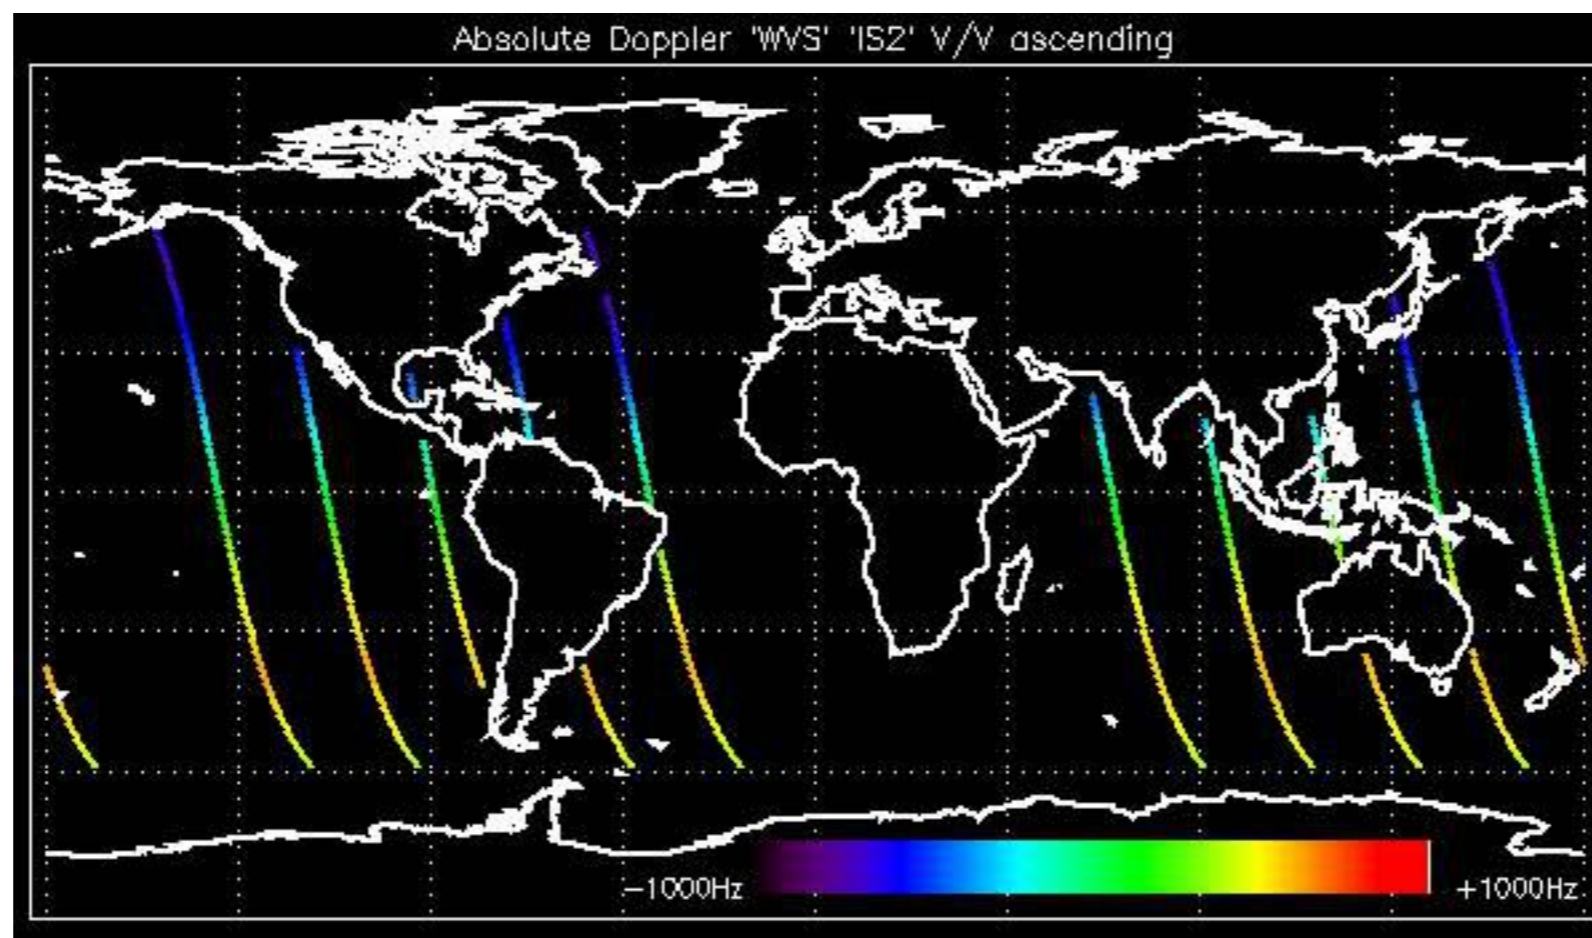 Absolute Doppler 'WVS' 'IS2' V/V ascending
-1000Hz +1000Hz